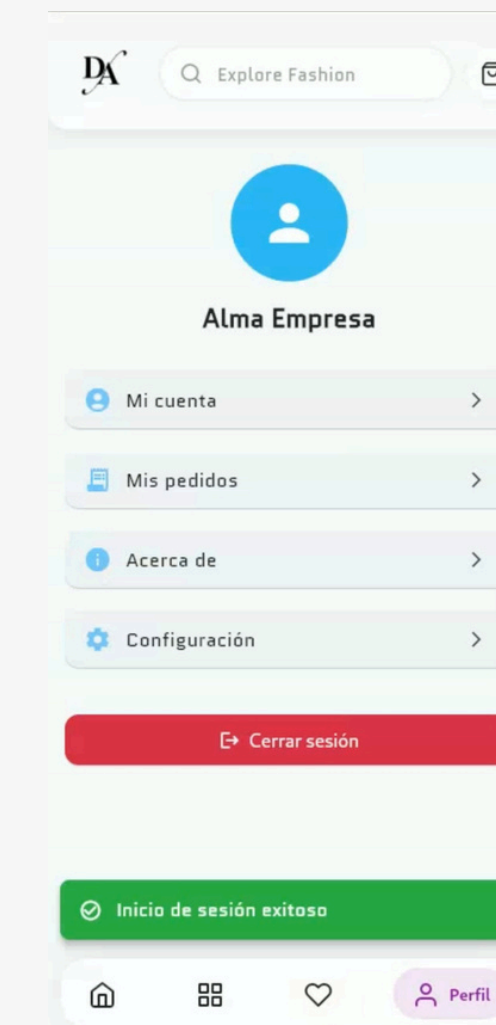 DA
Explore Fashion
Alma Empresa
Mi cuenta
Mis pedidos
Acerca de
Configuración
Cerrar sesión
Inicio de sesión exitoso
Perfil